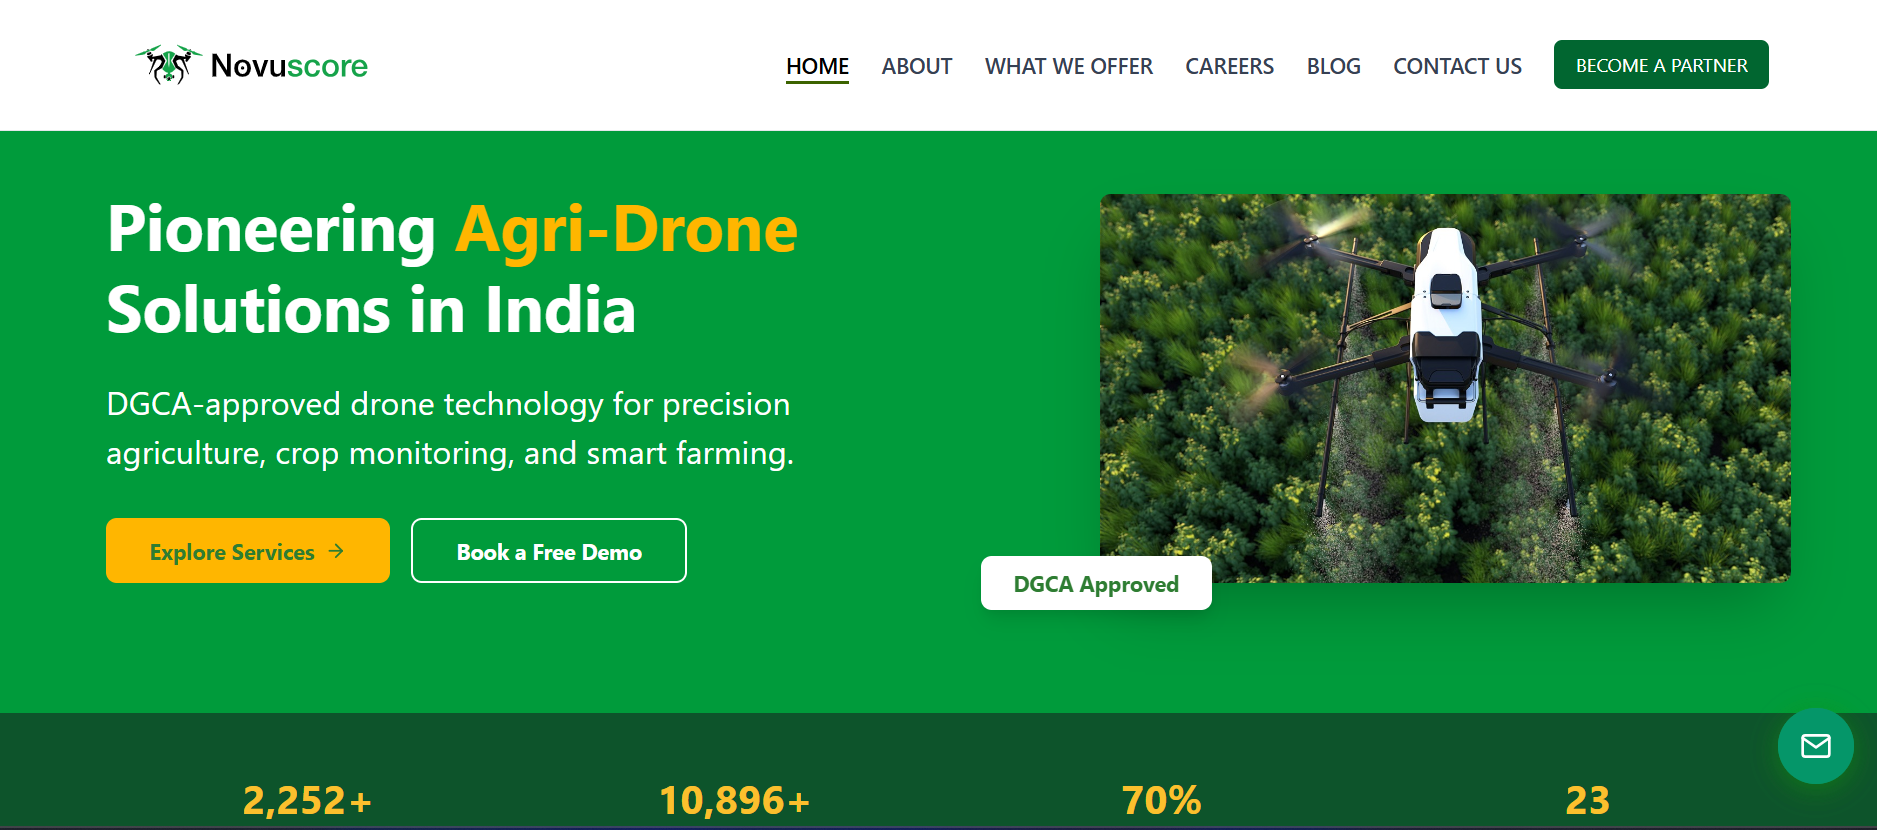 Novuscore
HOME
ABOUT
WHAT WE OFFER
CAREERS
BLOG
CONTACT US
BECOME A PARTNER
Pioneering Agri-Drone
Solutions in India
DGCA-approved drone technology for precision
agriculture, crop monitoring, and smart farming.
Explore Services →
Book a Free Demo
DGCA Approved
2,252+
10,896+
70%
23